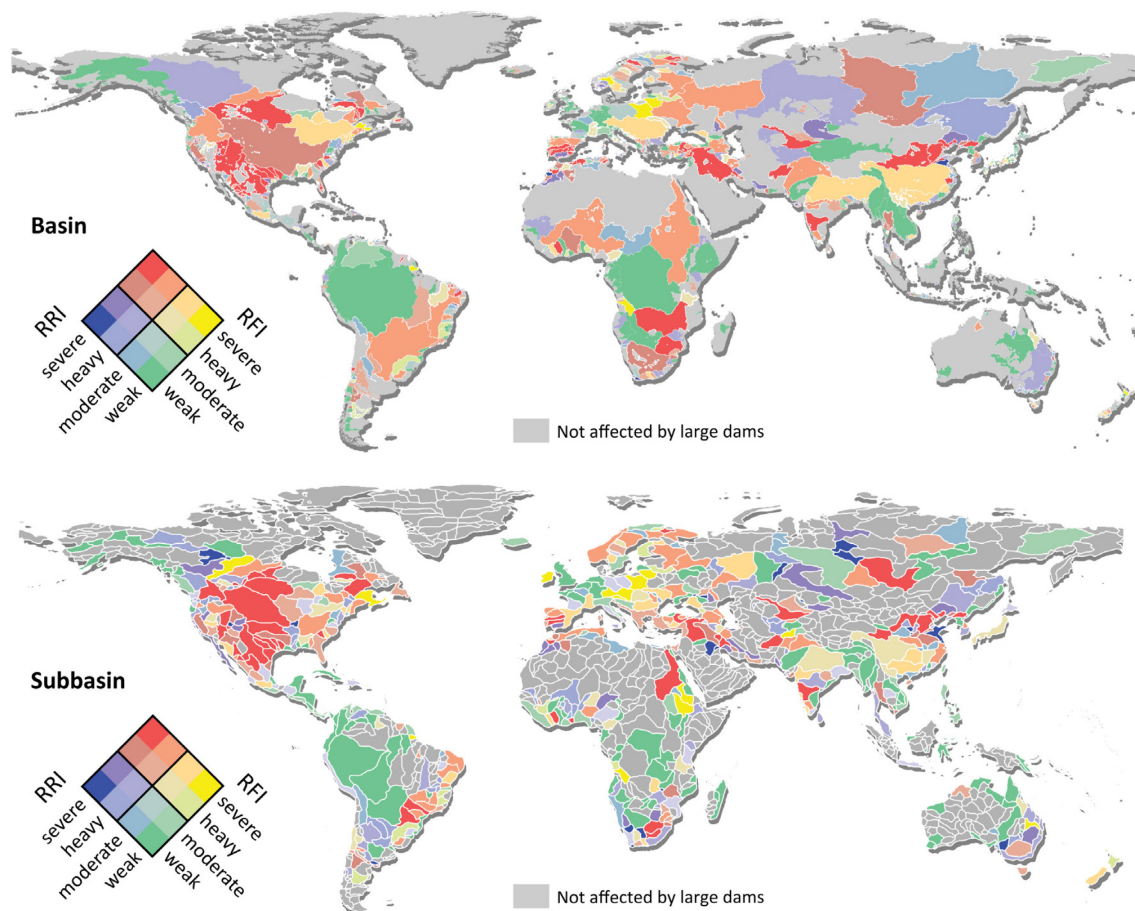 Basin
RRI
RFI
severe
heavy
moderate
weak
severe
heavy
moderate
weak
Not affected by large dams
Subbasin
RRI
RFI
severe
heavy
moderate
weak
severe
heavy
moderate
weak
Not affected by large dams